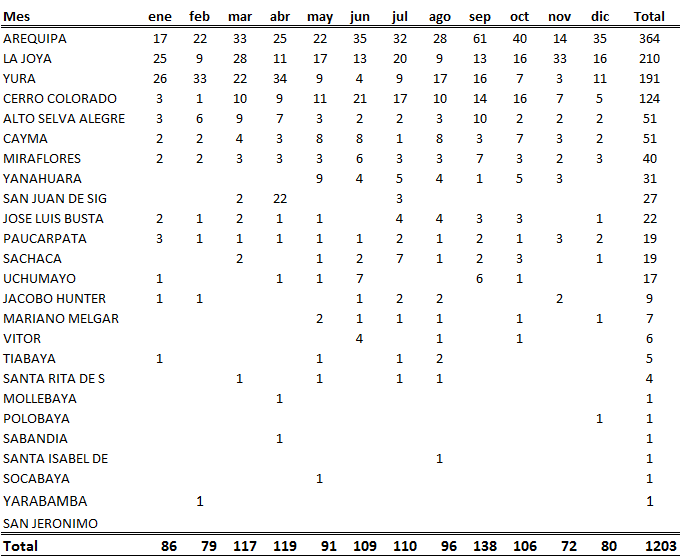 Mes ene feb mar abr may jun jul ago sep oct nov dic Total
AREQUIPA 17 22 33 25 22 35 32 28 61 40 14 35 364
LA JOYA 25 9 28 11 17 13 20 9 13 16 33 16 210
YURA 26 33 22 34 9 4 9 17 16 7 3 11 191
CERRO COLORADO 3 1 10 9 11 21 17 10 14 16 7 5 124
ALTO SELVA ALEGRE 3 6 9 7 3 2 2 3 10 2 2 2 51
CAYMA 2 2 4 3 8 8 1 8 3 7 3 2 51
MIRAFLORES 2 2 3 3 3 6 3 3 7 3 2 3 40
YANAHUARA 9 4 5 4 1 5 3 31
SAN JUAN DE SIG 2 22 3 27
JOSE LUIS BUSTA 2 1 2 1 1 4 4 3 3 1 22
PAUCARPATA 3 1 1 1 1 1 2 1 2 1 3 2 19
SACHACA 2 1 2 7 1 2 3 1 19
UCHUMAYO 1 1 1 7 6 1 17
JACOBO HUNTER 1 1 1 2 2 2 9
MARIANO MELGAR 2 1 1 1 1 1 7
VITOR 4 1 1 6
TIABAYA 1 1 1 2 5
SANTA RITA DE S 1 1 1 1 4
MOLLEBAYA 1 1
POLOBAYA 1 1
SABANDIA 1 1
SANTA ISABEL DE 1 1
SOCABAYA 1 1
YARABAMBA 1 1
SAN JERONIMO
Total 86 79 117 119 91 109 110 96 138 106 72 80 1203